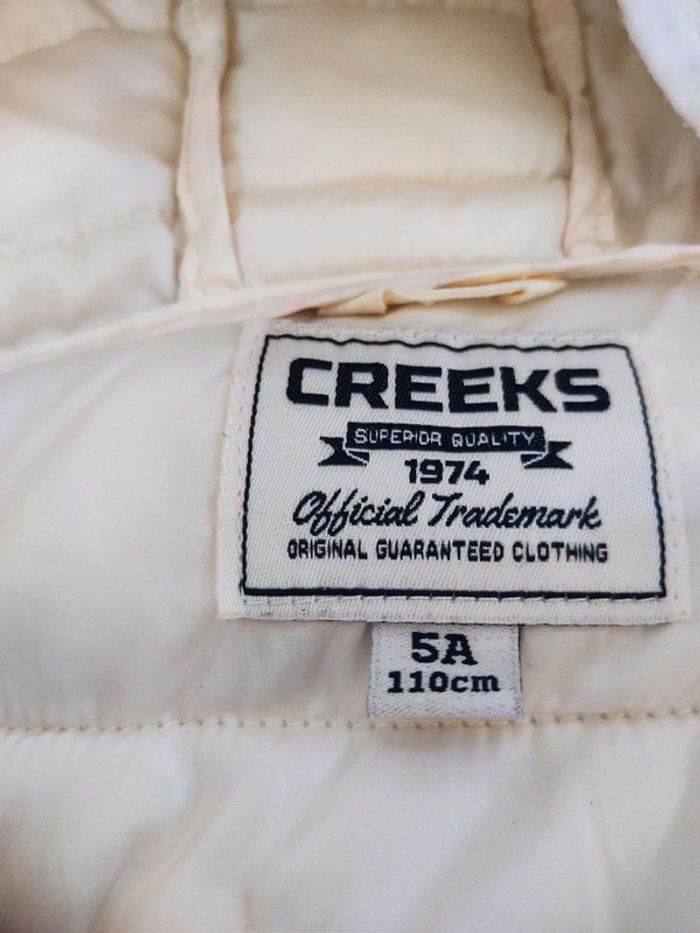 CREEKS
SUPERIOR QUALITY
1974
Official Trademark
ORIGINAL GUARANTEED CLOTHING
5A
110cm